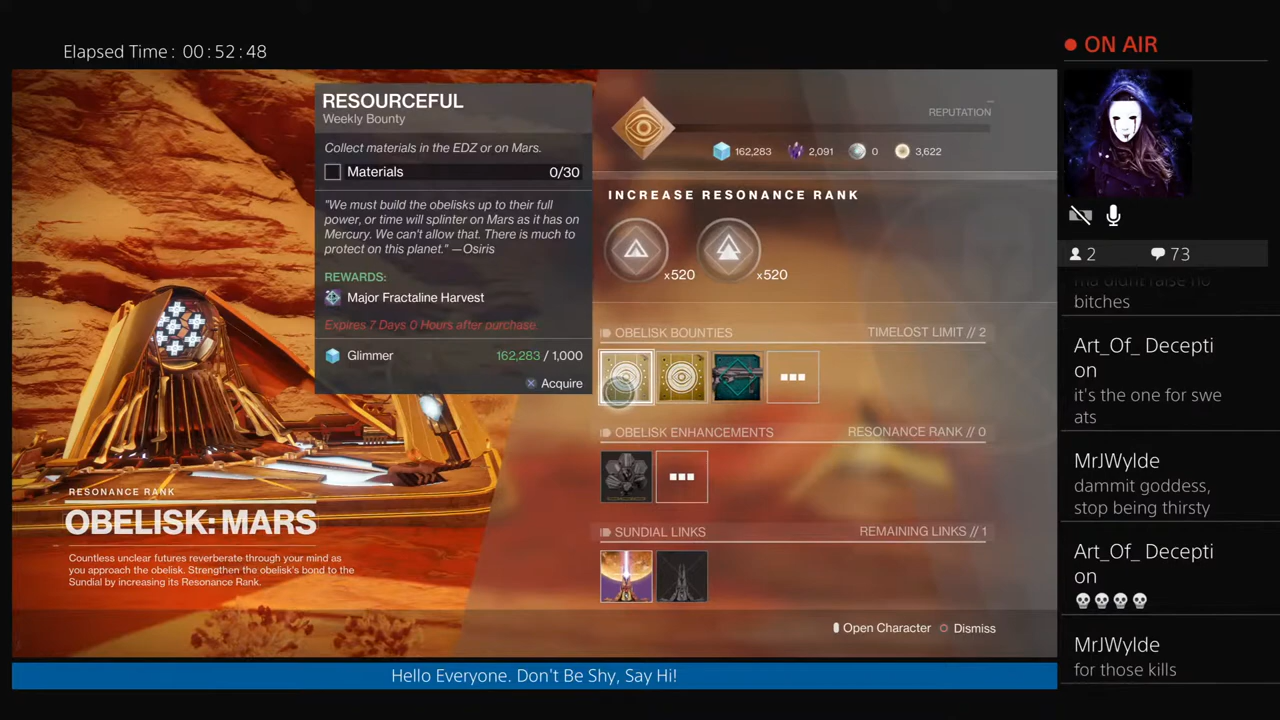 Elapsed Time: 00:52:48
ON AIR
RESOURCEFUL
Weekly Bounty
Collect materials in the EDZ or on Mars.
Materials 0/30
"We must build the obelisks up to their full
power, or time will splinter on Mars as it has on
Mercury. We can't allow that. There is much to
protect on this planet." —Osiris
REWARDS:
Major Fractaline Harvest
Expires 7 Days 0 Hours after purchase.
Glimmer 162,283 / 1,000
Acquire
REPUTATION
162,283 2,091 0 3,622
INCREASE RESONANCE RANK
x520 x520
OBELISK BOUNTIES TIMELOST LIMIT // 2
OBELISK ENHANCEMENTS RESONANCE RANK // 0
SUNDIAL LINKS REMAINING LINKS // 1
RESONANCE RANK
OBELISK: MARS
Countless unclear futures reverberate through your mind as
you approach the obelisk. Strengthen the obelisk's bond to the
Sundial by increasing its Resonance Rank.
Open Character Dismiss
Hello Everyone. Don't Be Shy, Say Hi!
2 73
ma didnt raise no
bitches
Art_Of_ Decepti
on
it's the one for swe
ats
MrJWylde
dammit goddess,
stop being thirsty
Art_Of_ Decepti
on
💀💀💀💀
MrJWylde
for those kills